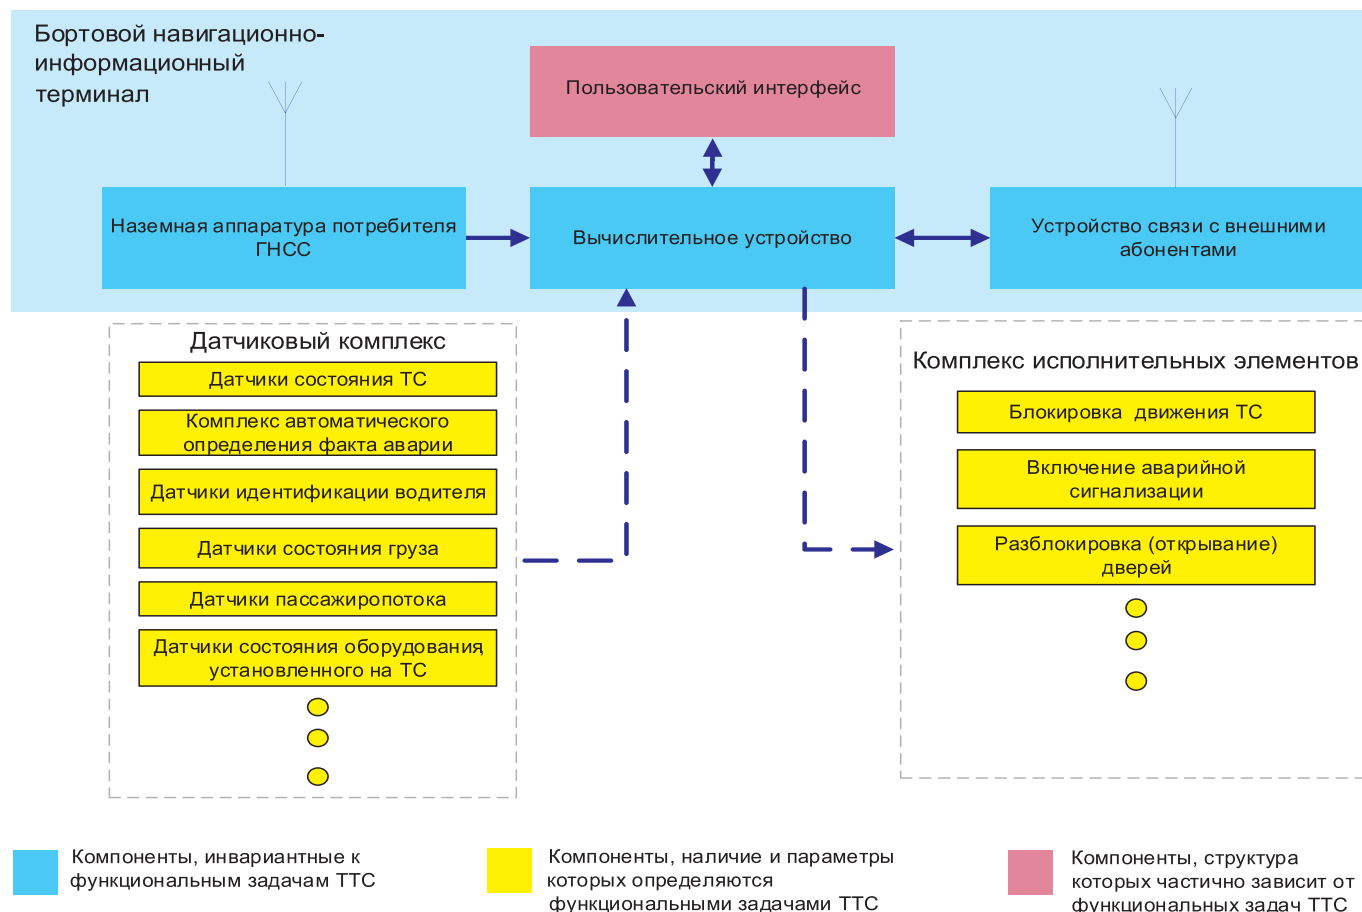 Бортовой навигационно-
информационный
терминал
Пользовательский интерфейс
Наземная аппаратура потребителя
ГНСС
Вычислительное устройство
Устройство связи с внешними
абонентами
Датчиковый комплекс
Датчики состояния ТС
Комплекс автоматического
определения факта аварии
Датчики идентификации водителя
Датчики состояния груза
Датчики пассажиропотока
Датчики состояния оборудования,
установленного на ТС
Комплекс исполнительных элементов
Блокировка движения ТС
Включение аварийной
сигнализации
Разблокировка (открывание)
дверей
Компоненты, инвариантные к
функциональным задачам ТТС
Компоненты, наличие и параметры
которых определяются
функциональными задачами ТТС
Компоненты, структура
которых частично зависит от
функциональных задач ТТС